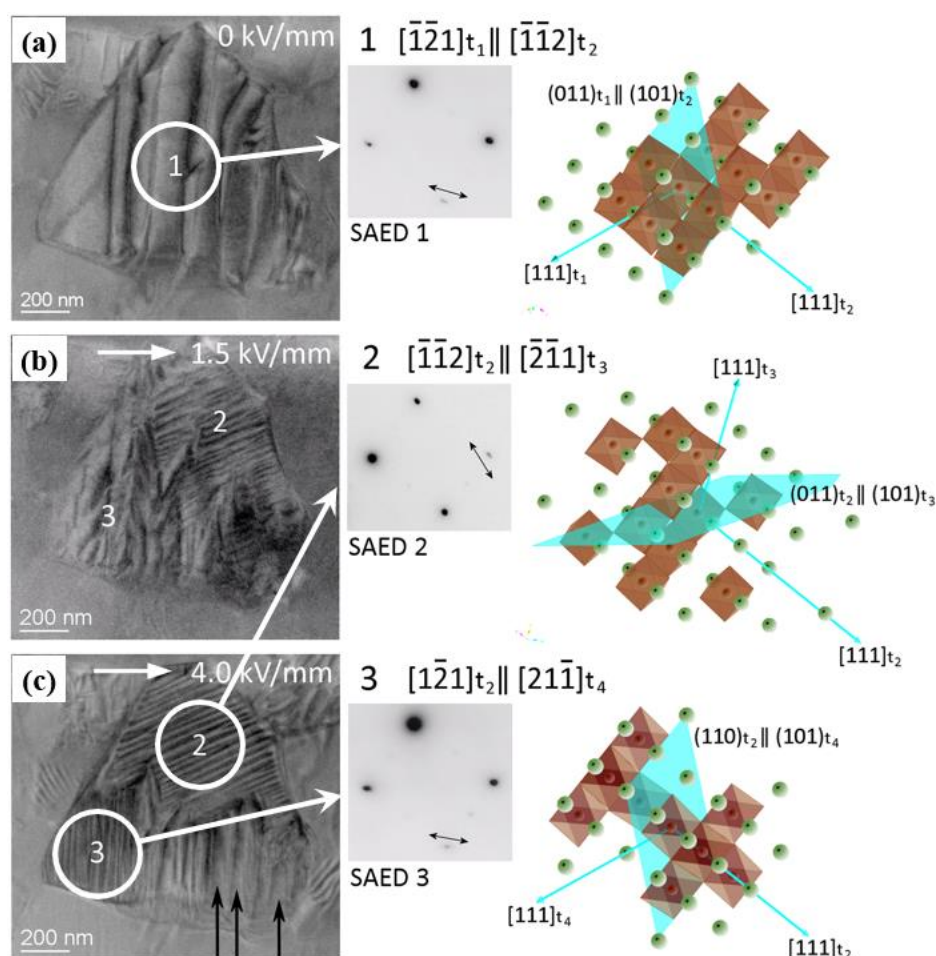 (a)
0 kV/mm
1
200 nm
1 [1̄2̄1]t₁ ∥ [1̄1̄2]t₂
SAED 1
(011)t₁ ∥ (101)t₂
[111]t₁
[111]t₂
(b)
1.5 kV/mm
2
3
200 nm
2 [1̄1̄2]t₂ ∥ [2̄1̄1]t₃
SAED 2
[111]t₃
(011)t₂ ∥ (101)t₃
[111]t₂
(c)
4.0 kV/mm
2
3
200 nm
3 [12̄1]t₂ ∥ [211̄]t₄
SAED 3
(110)t₂ ∥ (101)t₄
[111]t₄
[111]t₂